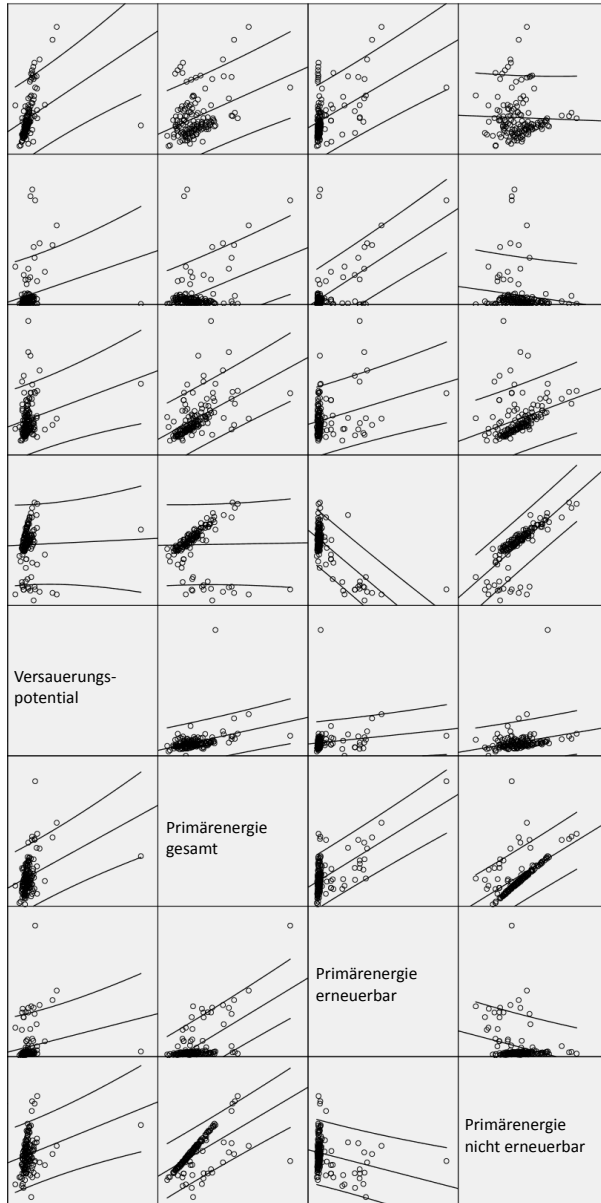 Versauerungs-
potential
Primärenergie
gesamt
Primärenergie
erneuerbar
Primärenergie
nicht erneuerbar